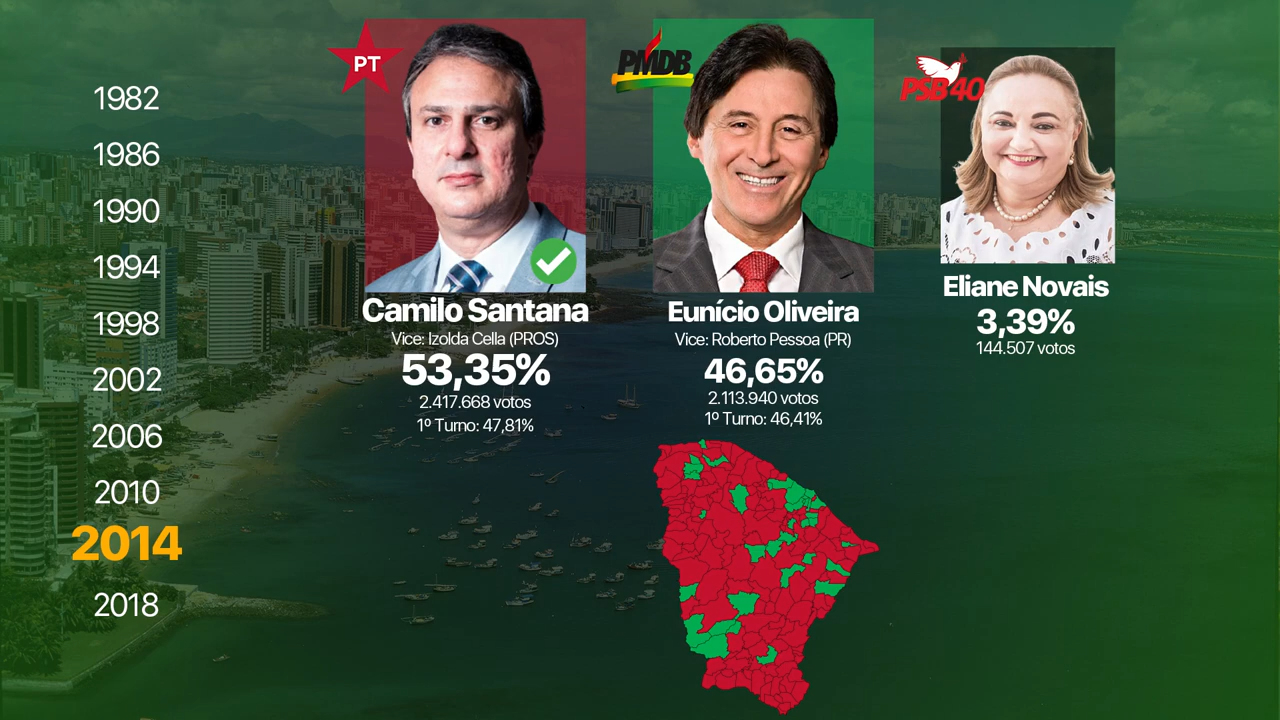 1982
1986
1990
1994
1998
2002
2006
2010
2014
2018
PT
Camilo Santana
Vice: Izolda Cella (PROS)
53,35%
2.417.668 votos
1º Turno: 47,81%
PMDB
Eunício Oliveira
Vice: Roberto Pessoa (PR)
46,65%
2.113.940 votos
1º Turno: 46,41%
PSB 40
Eliane Novais
3,39%
144.507 votos